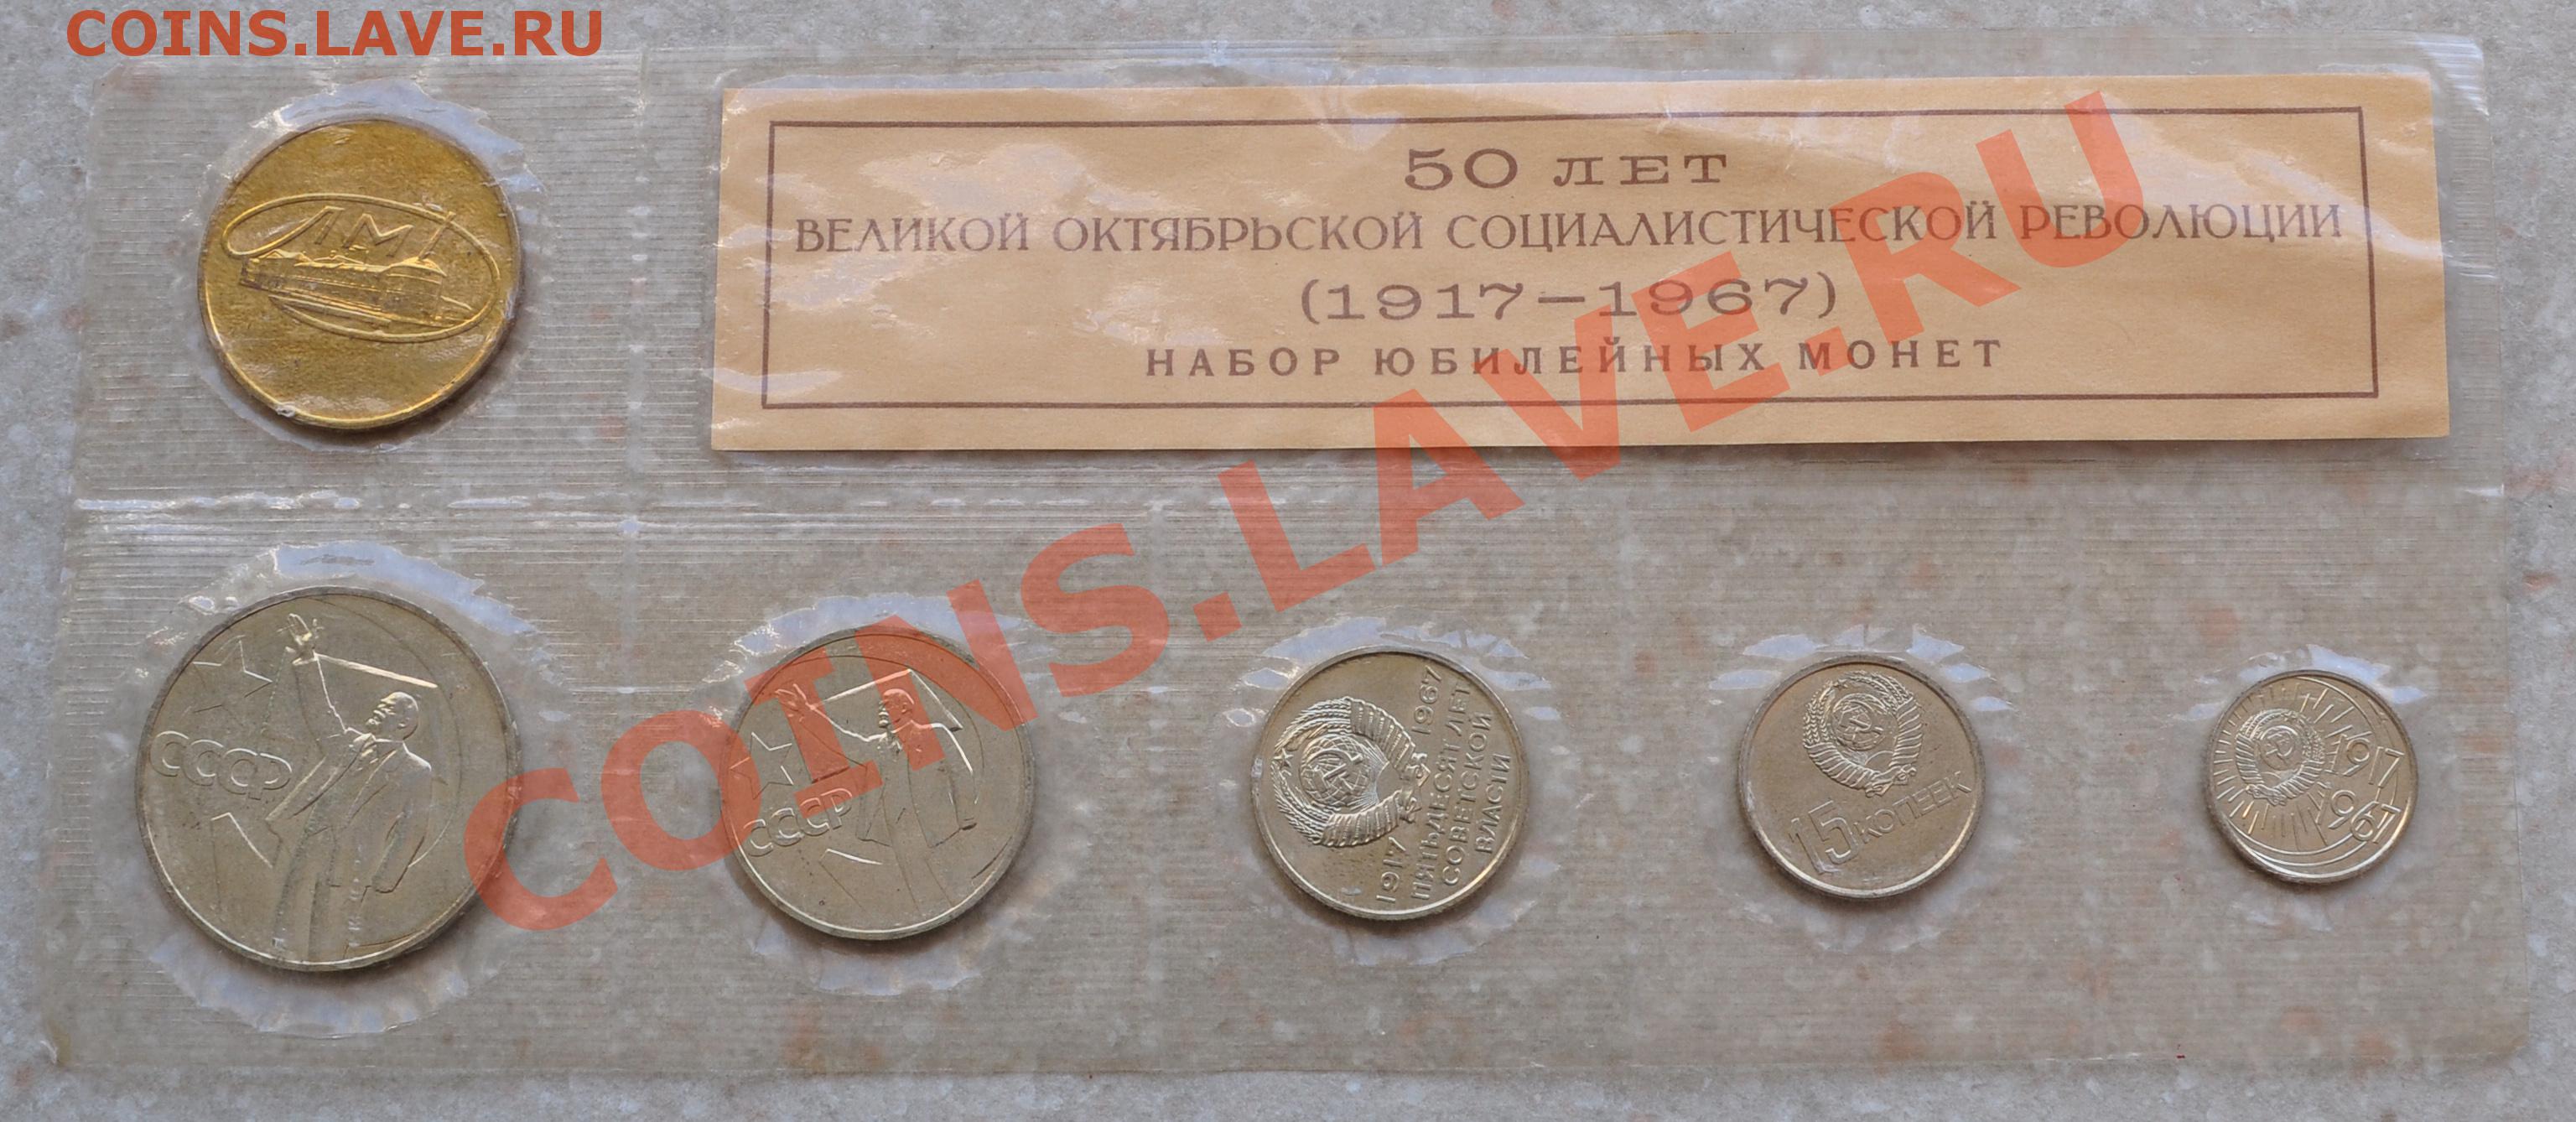 COINS.LAVE.RU
ЛМД
50 ЛЕТ
ВЕЛИКОЙ ОКТЯБРЬСКОЙ СОЦИАЛИСТИЧЕСКОЙ РЕВОЛЮЦИИ
(1917—1967)
НАБОР ЮБИЛЕЙНЫХ МОНЕТ
COINS.LAVE.RU
СССР
СССР
1917 1967
ПЯТЬДЕСЯТ ЛЕТ
СОВЕТСКОЙ
ВЛАСТИ
15 КОПЕЕК
1917
1967